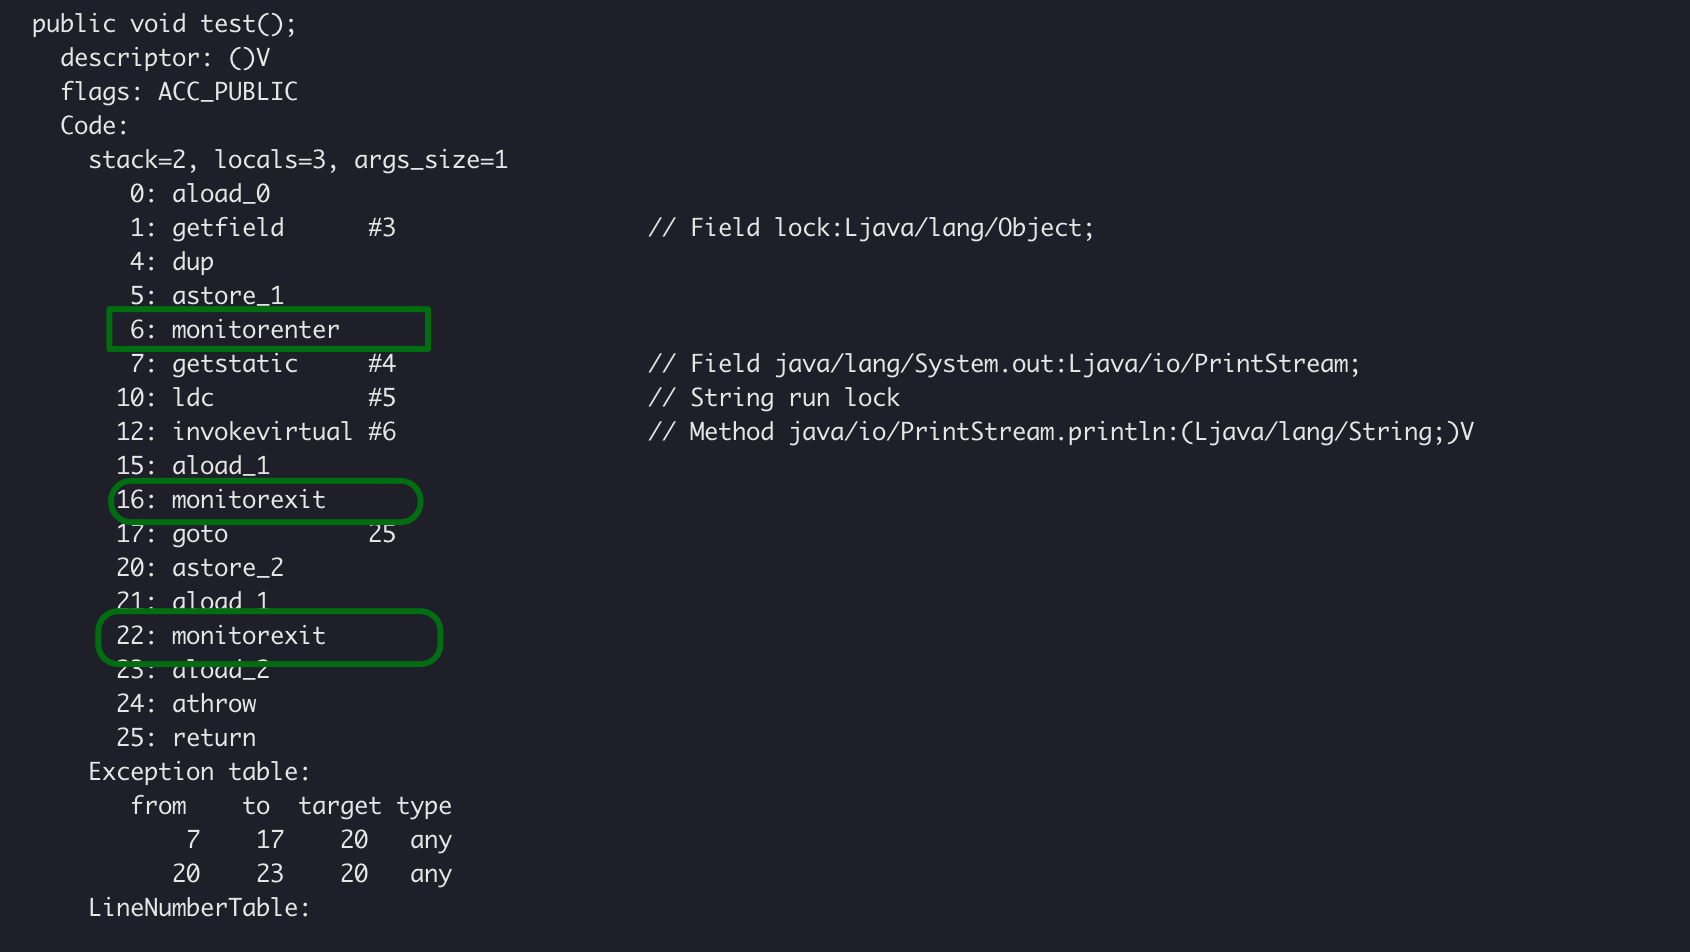 public void test();
descriptor: ()V
flags: ACC_PUBLIC
Code:
stack=2, locals=3, args_size=1
0: aload_0
1: getfield #3 // Field lock:Ljava/lang/Object;
4: dup
5: astore_1
6: monitorenter
7: getstatic #4 // Field java/lang/System.out:Ljava/io/PrintStream;
10: ldc #5 // String run lock
12: invokevirtual #6 // Method java/io/PrintStream.println:(Ljava/lang/String;)V
15: aload_1
16: monitorexit
17: goto 25
20: astore_2
21: aload_1
22: monitorexit
23: aload_2
24: athrow
25: return
Exception table:
from to target type
7 17 20 any
20 23 20 any
LineNumberTable: